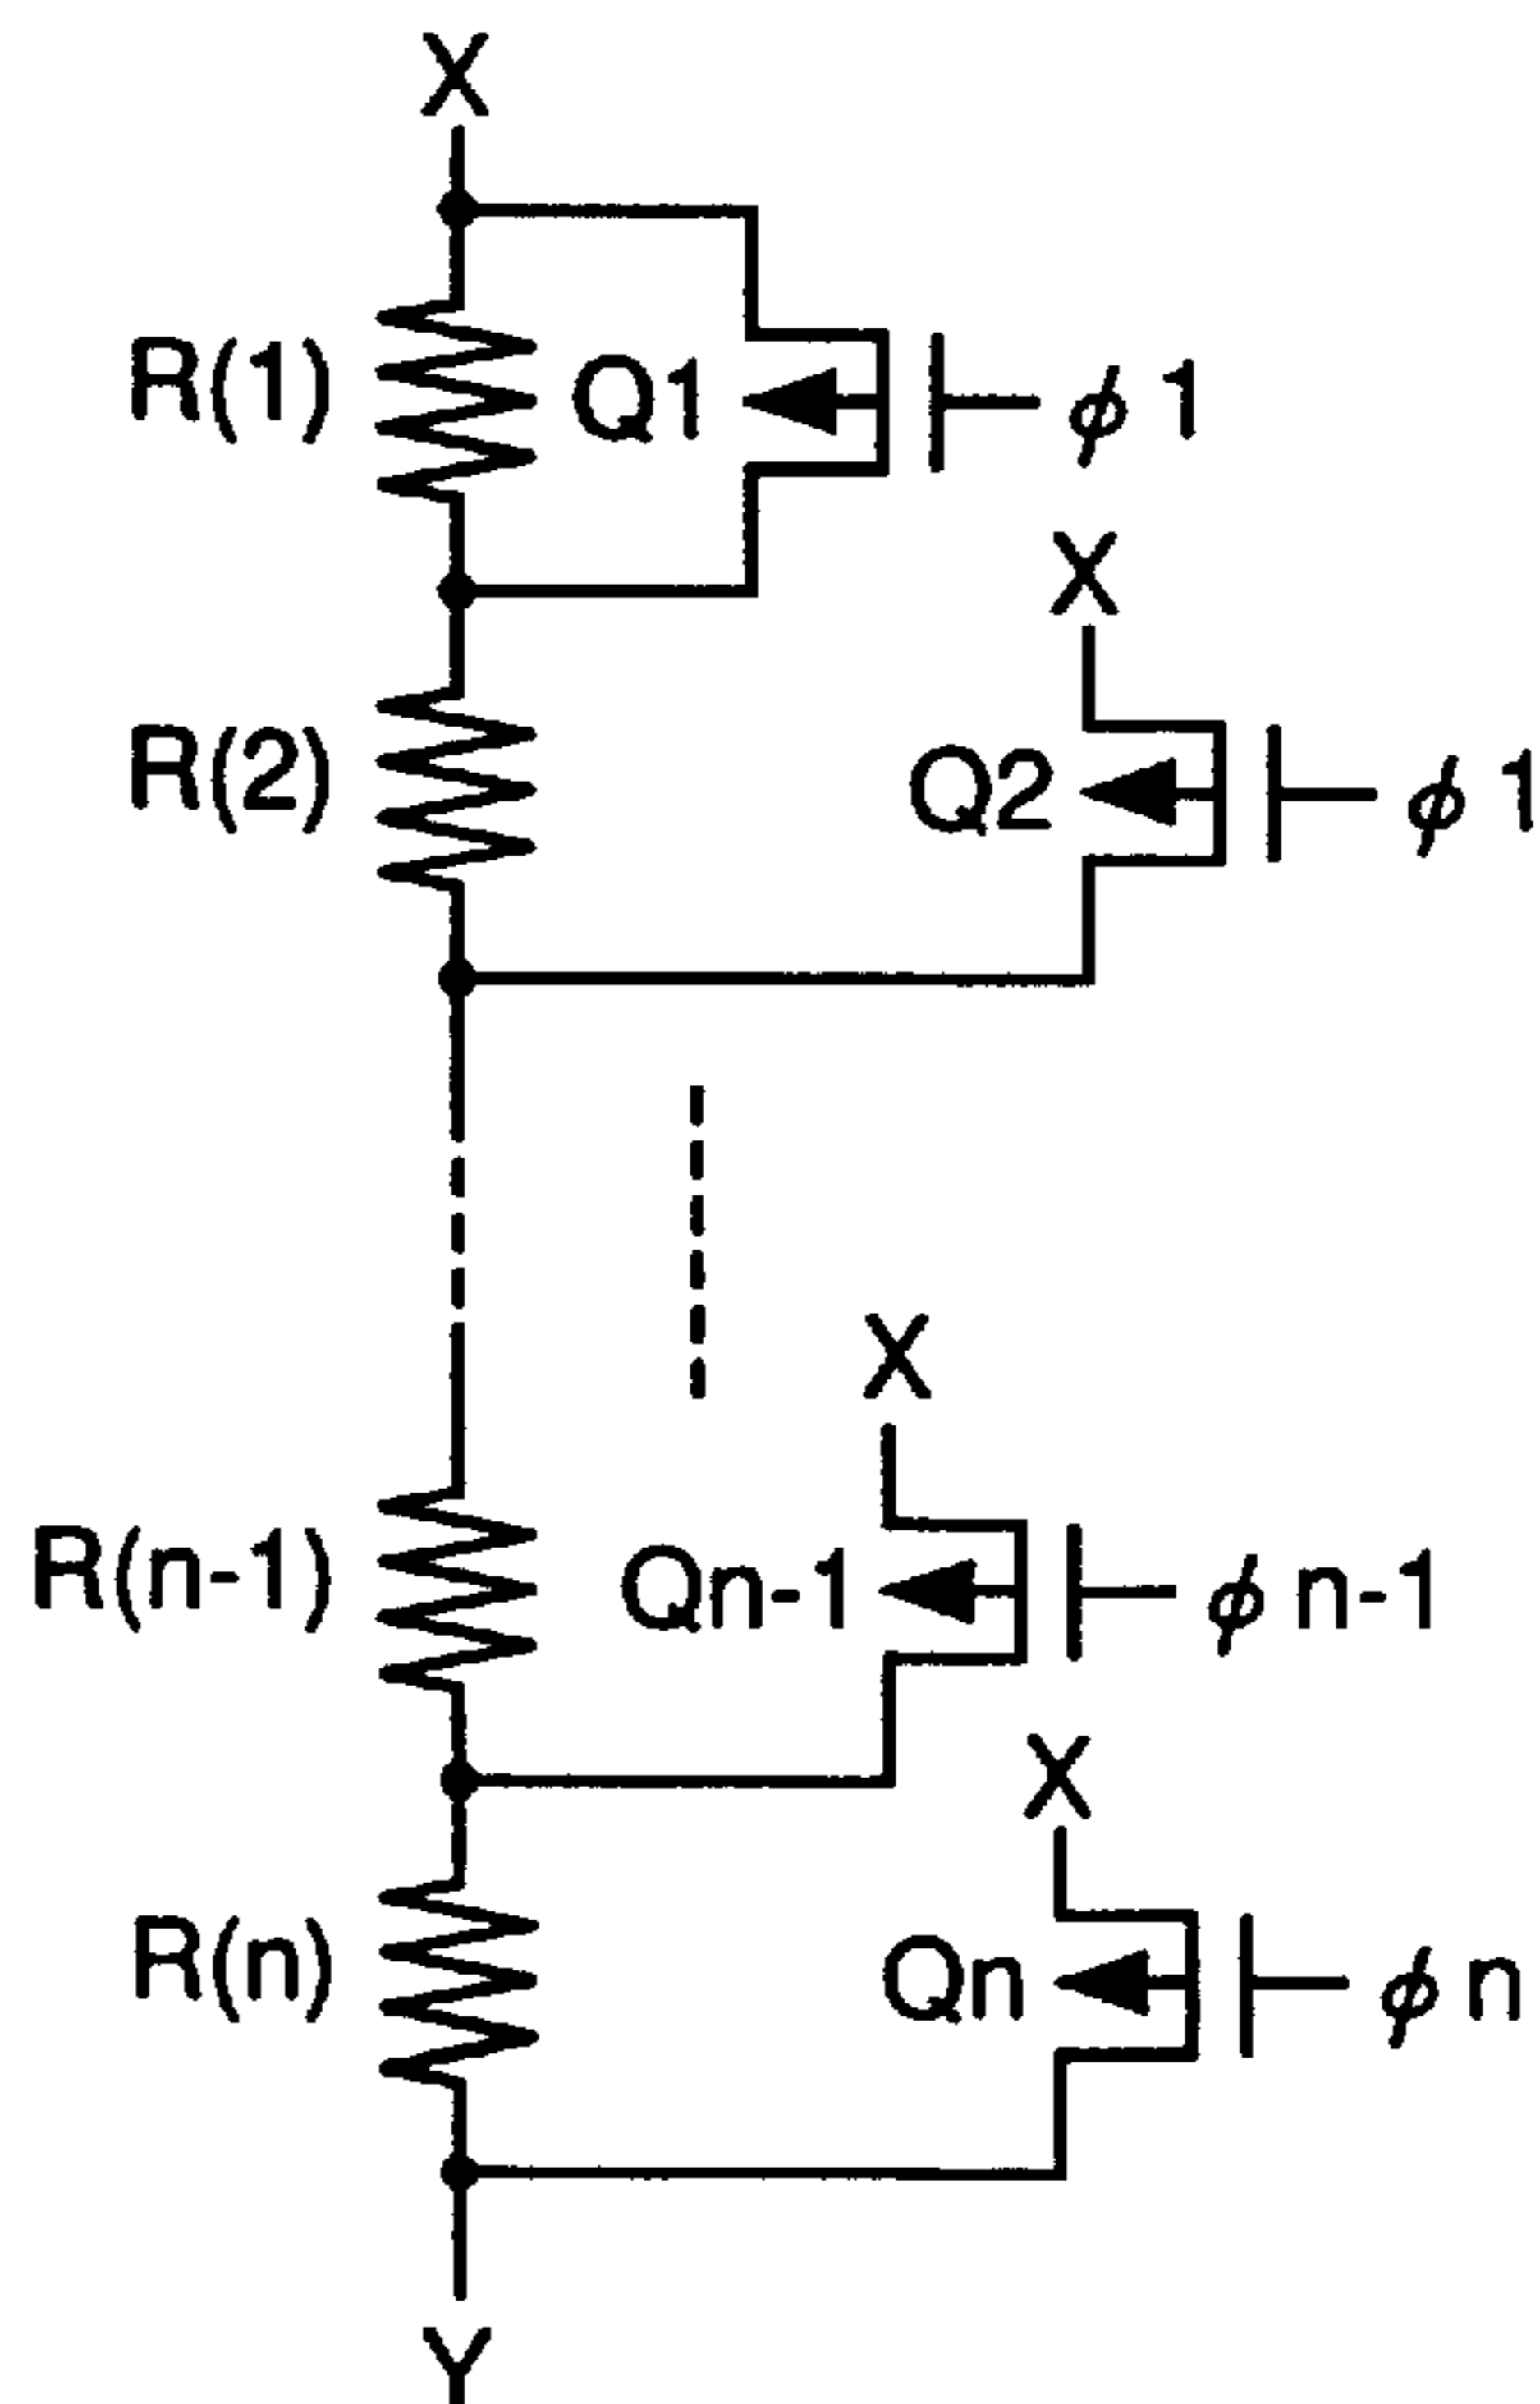 X
R(1) Q1 ϕ1
X
R(2) Q2 ϕ1
X
R(n-1) Qn-1 ϕn-1
X
R(n) Qn ϕn
Y